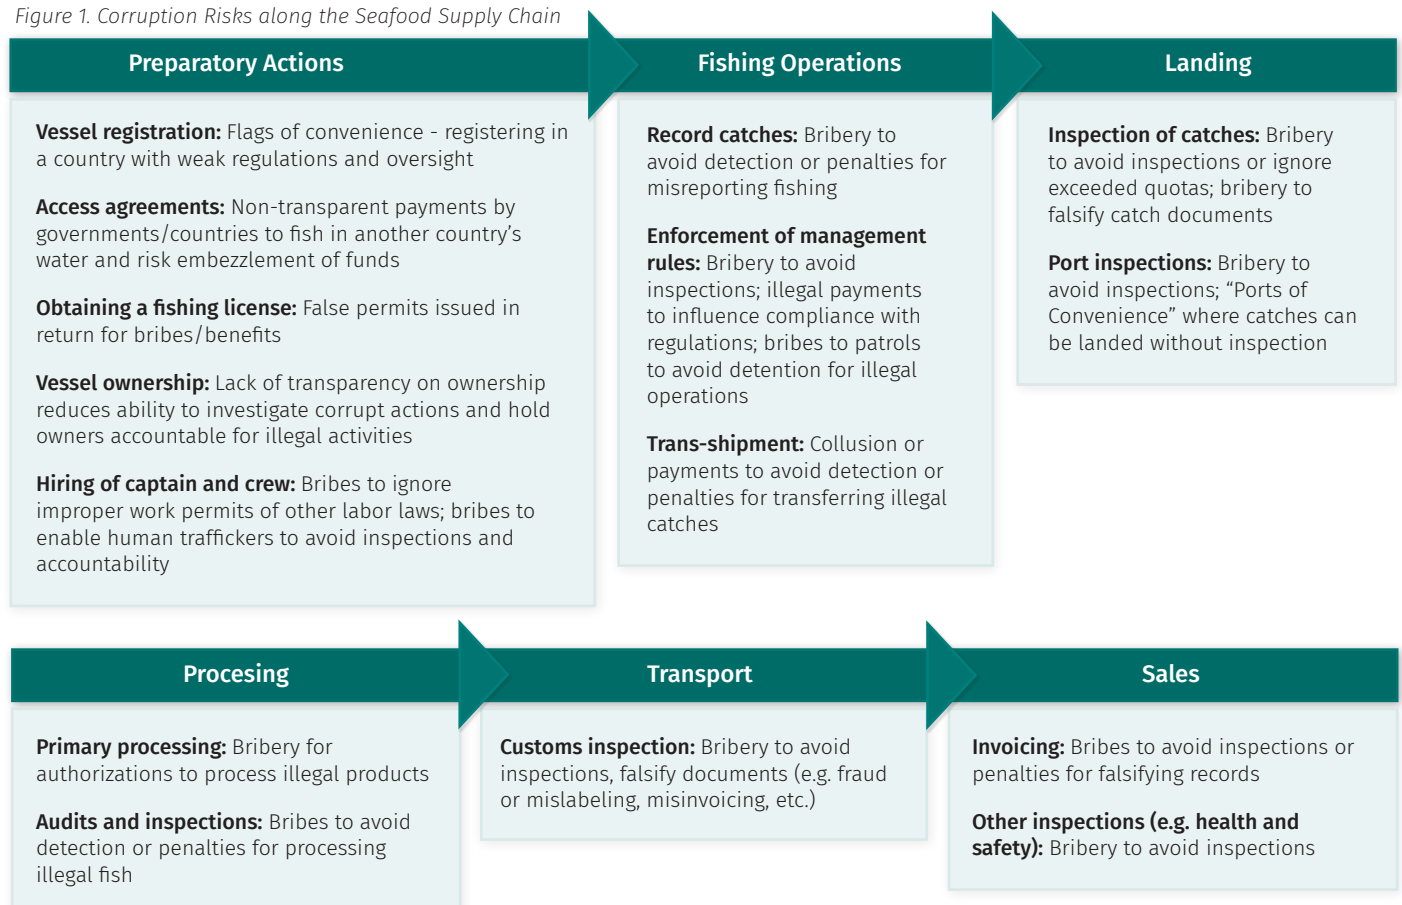 Figure 1. Corruption Risks along the Seafood Supply Chain
Preparatory Actions
Vessel registration: Flags of convenience - registering in
a country with weak regulations and oversight
Access agreements: Non-transparent payments by
governments/countries to fish in another country's
water and risk embezzlement of funds
Obtaining a fishing license: False permits issued in
return for bribes/benefits
Vessel ownership: Lack of transparency on ownership
reduces ability to investigate corrupt actions and hold
owners accountable for illegal activities
Hiring of captain and crew: Bribes to ignore
improper work permits of other labor laws; bribes to
enable human traffickers to avoid inspections and
accountability
Fishing Operations
Record catches: Bribery to
avoid detection or penalties for
misreporting fishing
Enforcement of management
rules: Bribery to avoid
inspections; illegal payments
to influence compliance with
regulations; bribes to patrols
to avoid detention for illegal
operations
Trans-shipment: Collusion or
payments to avoid detection or
penalties for transferring illegal
catches
Landing
Inspection of catches: Bribery
to avoid inspections or ignore
exceeded quotas; bribery to
falsify catch documents
Port inspections: Bribery to
avoid inspections; “Ports of
Convenience” where catches can
be landed without inspection
Procesing
Primary processing: Bribery for
authorizations to process illegal products
Audits and inspections: Bribes to avoid
detection or penalties for processing
illegal fish
Transport
Customs inspection: Bribery to avoid
inspections, falsify documents (e.g. fraud
or mislabeling, misinvoicing, etc.)
Sales
Invoicing: Bribes to avoid inspections or
penalties for falsifying records
Other inspections (e.g. health and
safety): Bribery to avoid inspections